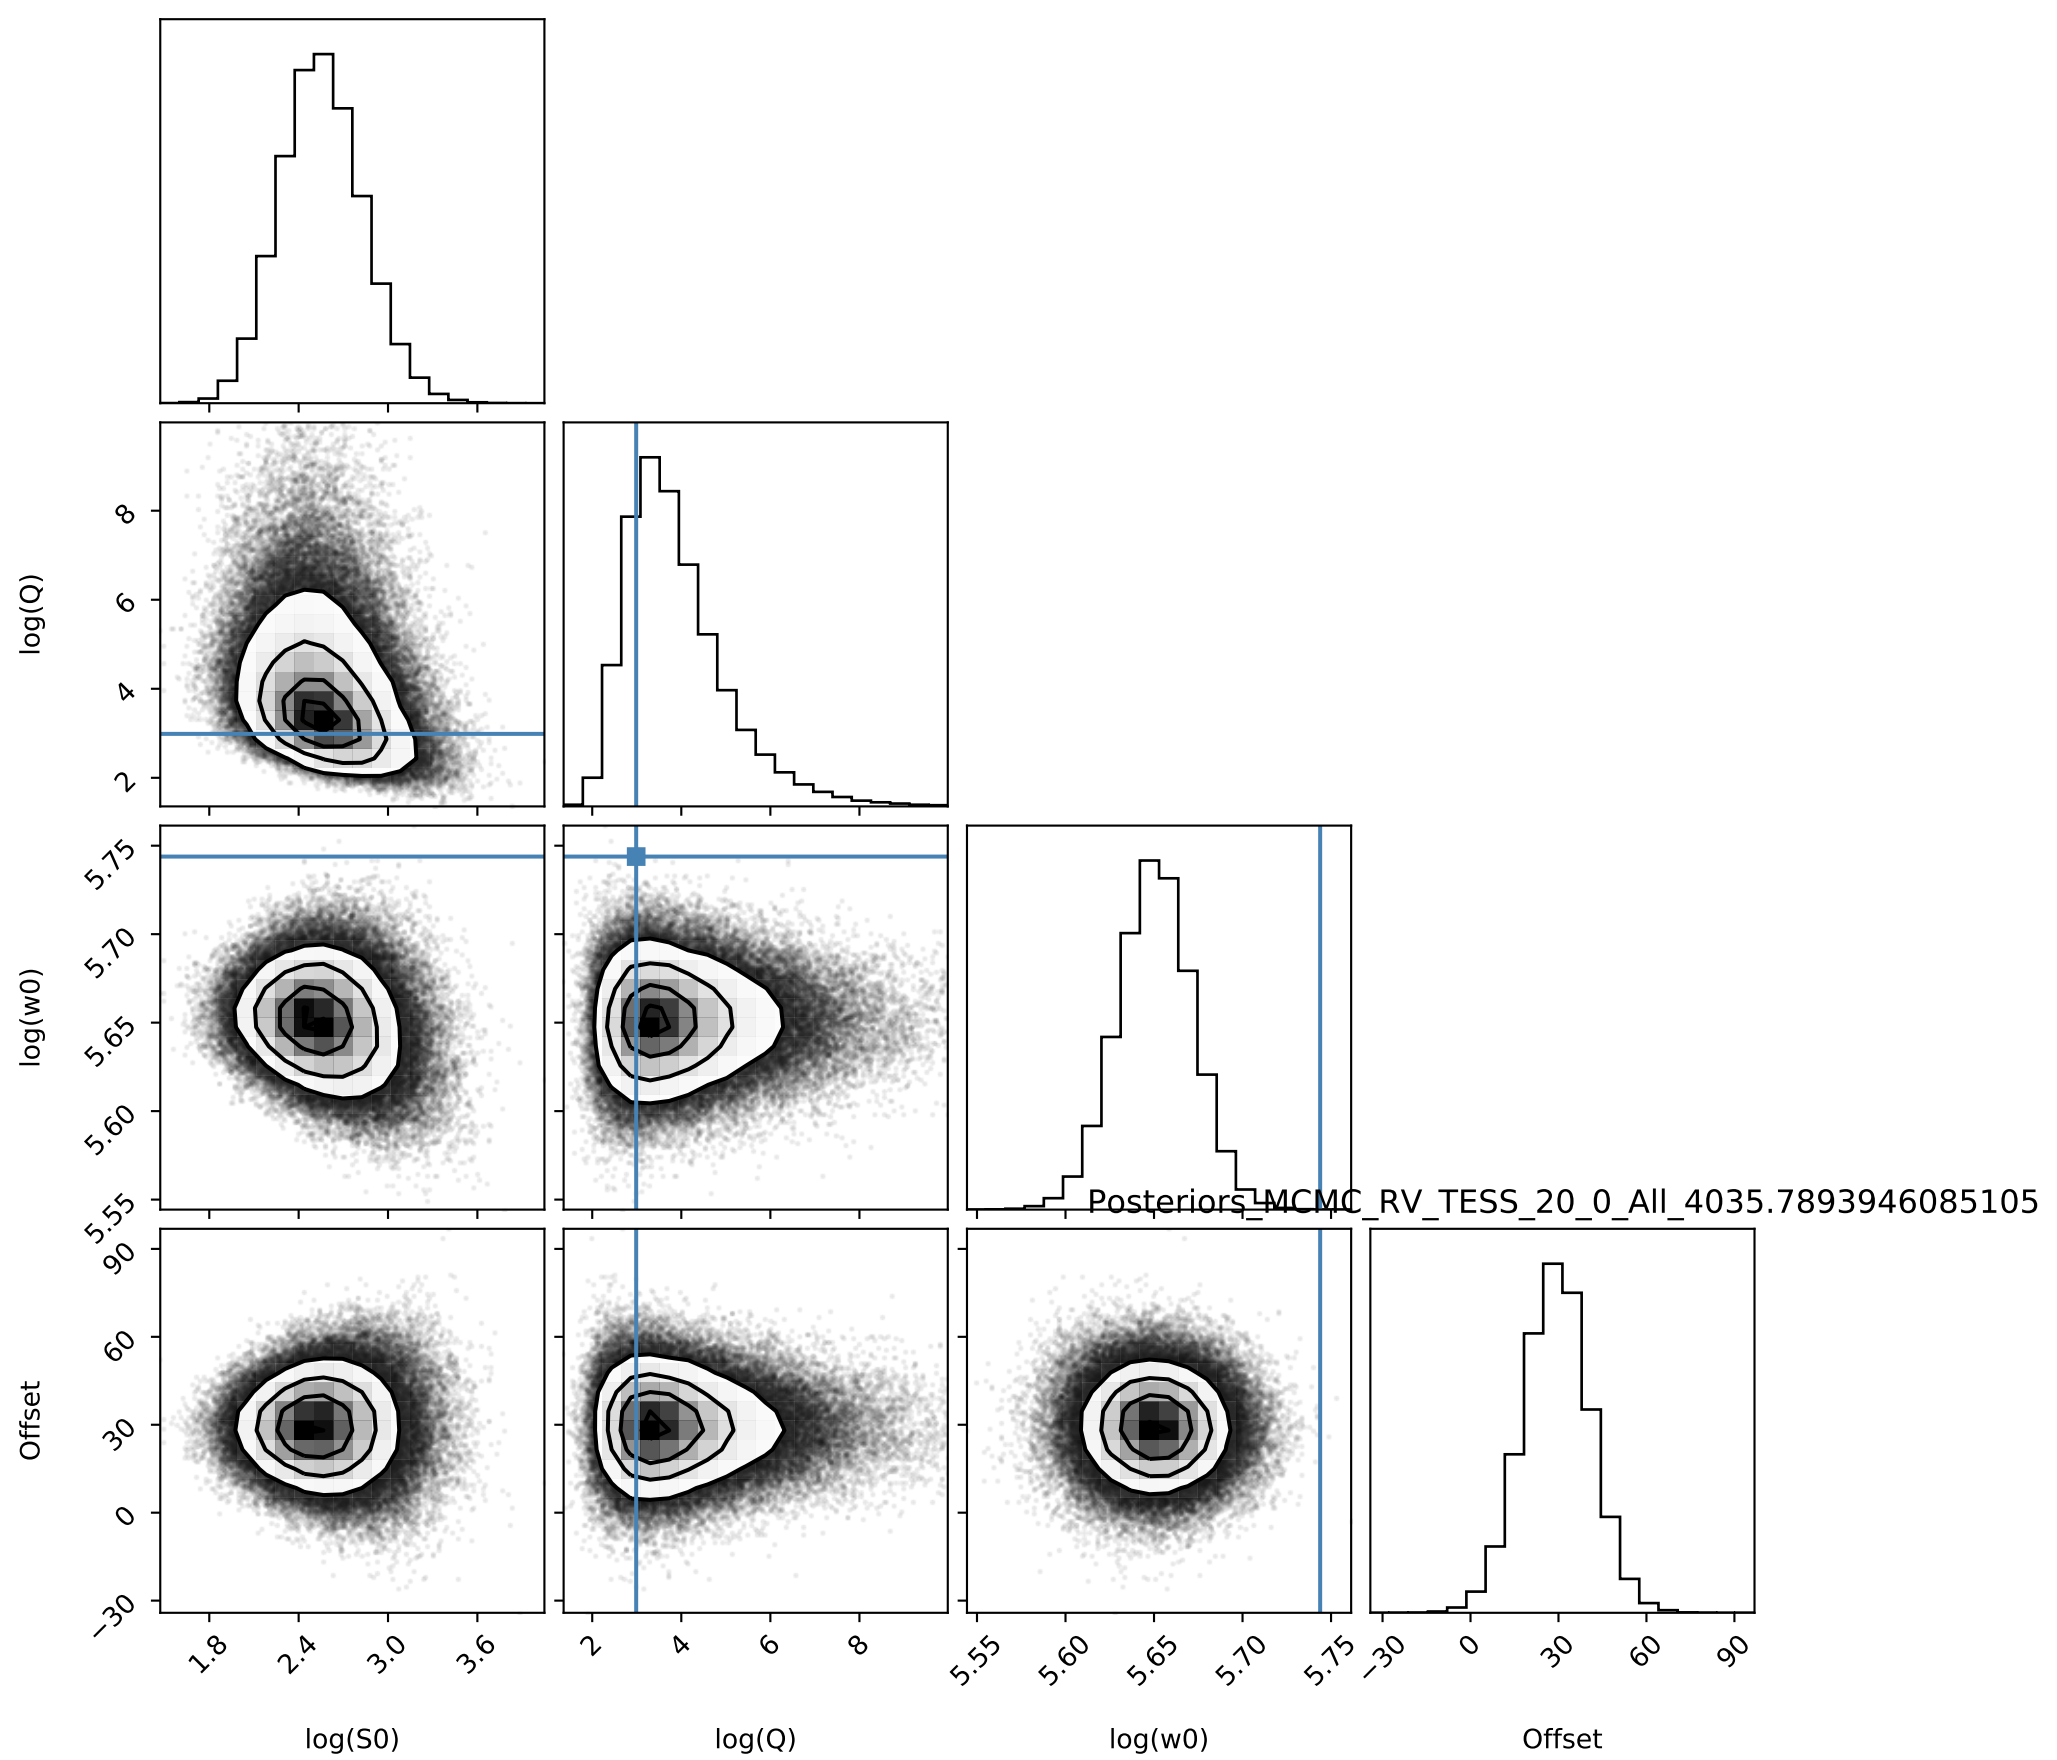 log(Q)
8
6
4
2
log(w0)
5.75
5.70
5.65
5.60
5.55
Posteriors_MCMC_RV_TESS_20_0_All_4035.7893946085105
Offset
90
60
30
0
−30
1.8 2.4 3.0 3.6
2 4 6 8
5.55 5.60 5.65 5.70 5.75
−30 0 30 60 90
log(S0) log(Q) log(w0) Offset